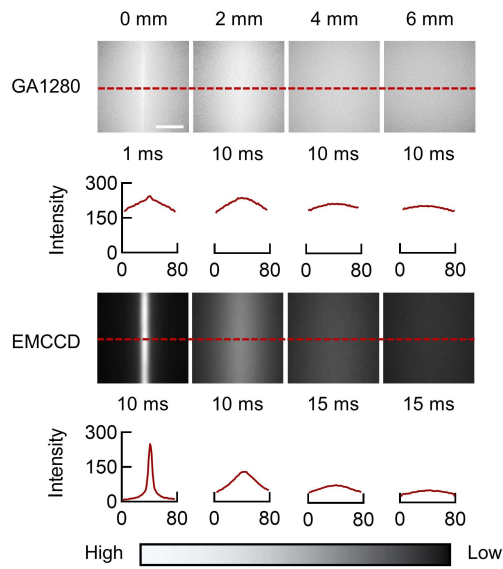 0 mm 2 mm 4 mm 6 mm
GA1280
1 ms 10 ms 10 ms 10 ms
Intensity
300
150
0
0 80 0 80 0 80 0 80
EMCCD
10 ms 10 ms 15 ms 15 ms
Intensity
300
150
0
0 80 0 80 0 80 0 80
High Low